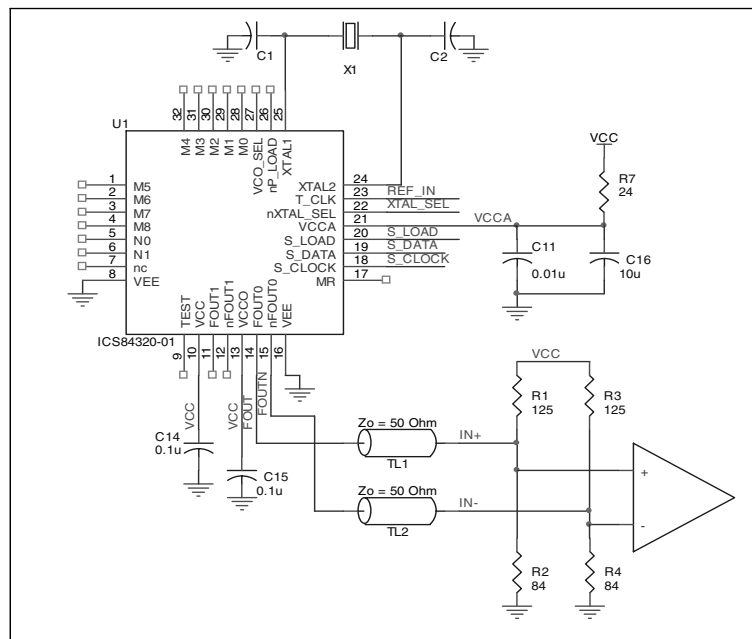 C1
X1
C2
U1
32 31 30 29 28 27 26 25
M4 M3 M2 M1 M0 VCO_SEL nP_LOAD XTAL1
VCC
R7
24
1 M5
2 M6
3 M7
4 M8
5 N0
6 N1
7 nc
8 VEE
XTAL2 24
T_CLK 23 REF_IN
nXTAL_SEL 22 XTAL_SEL
VCCA 21 VCCA
S_LOAD 20 S_LOAD
S_DATA 19 S_DATA
S_CLOCK 18 S_CLOCK
MR 17
C11
0.01u
C16
10u
TEST VCC FOUT1 nFOUT1 VCCO FOUT0 nFOUT0 VEE
ICS84320-01
9 10 11 12 13 14 15 16
VCC
VCC
FOUT
FOUTN
C14
0.1u
C15
0.1u
Zo = 50 Ohm
TL1
IN+
Zo = 50 Ohm
TL2
IN-
VCC
R1
125
R3
125
+
-
R2
84
R4
84